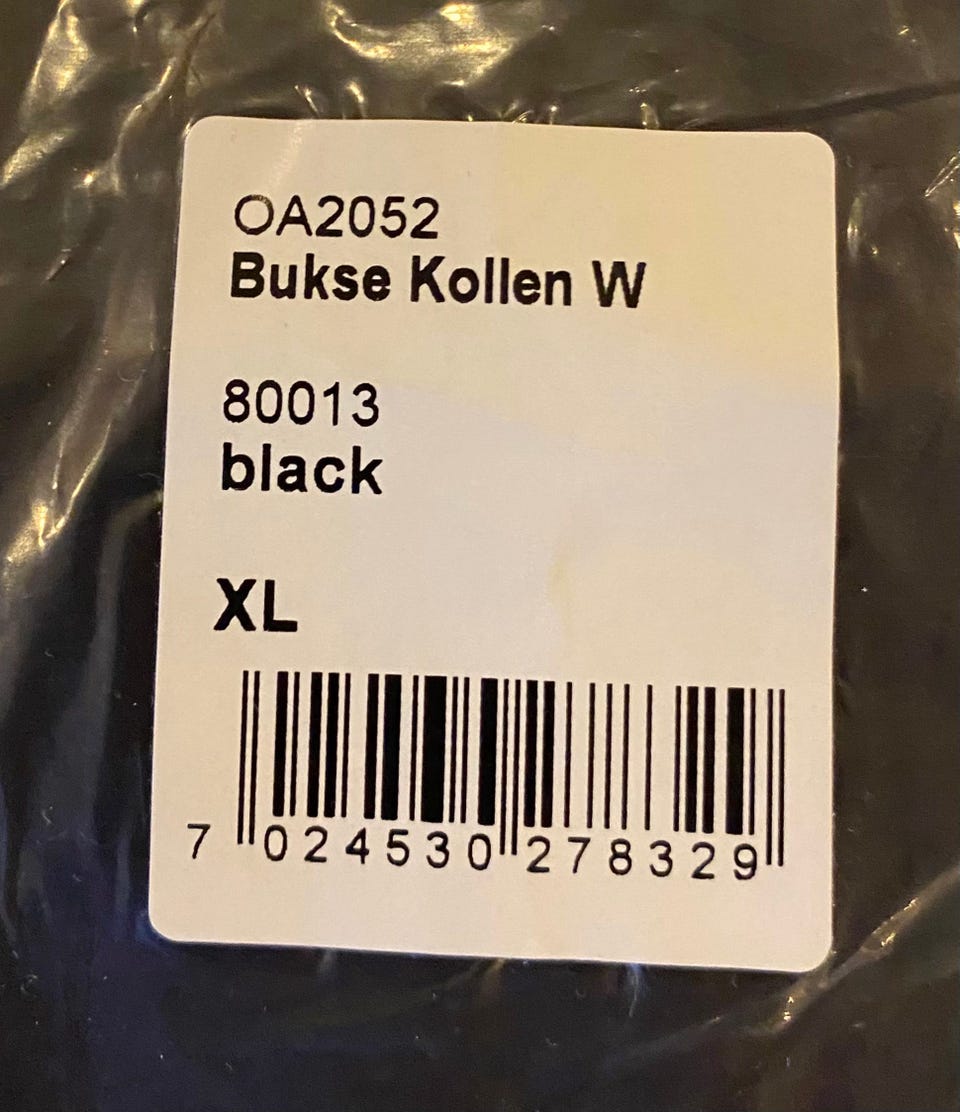 OA2052
Bukse Kollen W
80013
black
XL
7 024530 278329